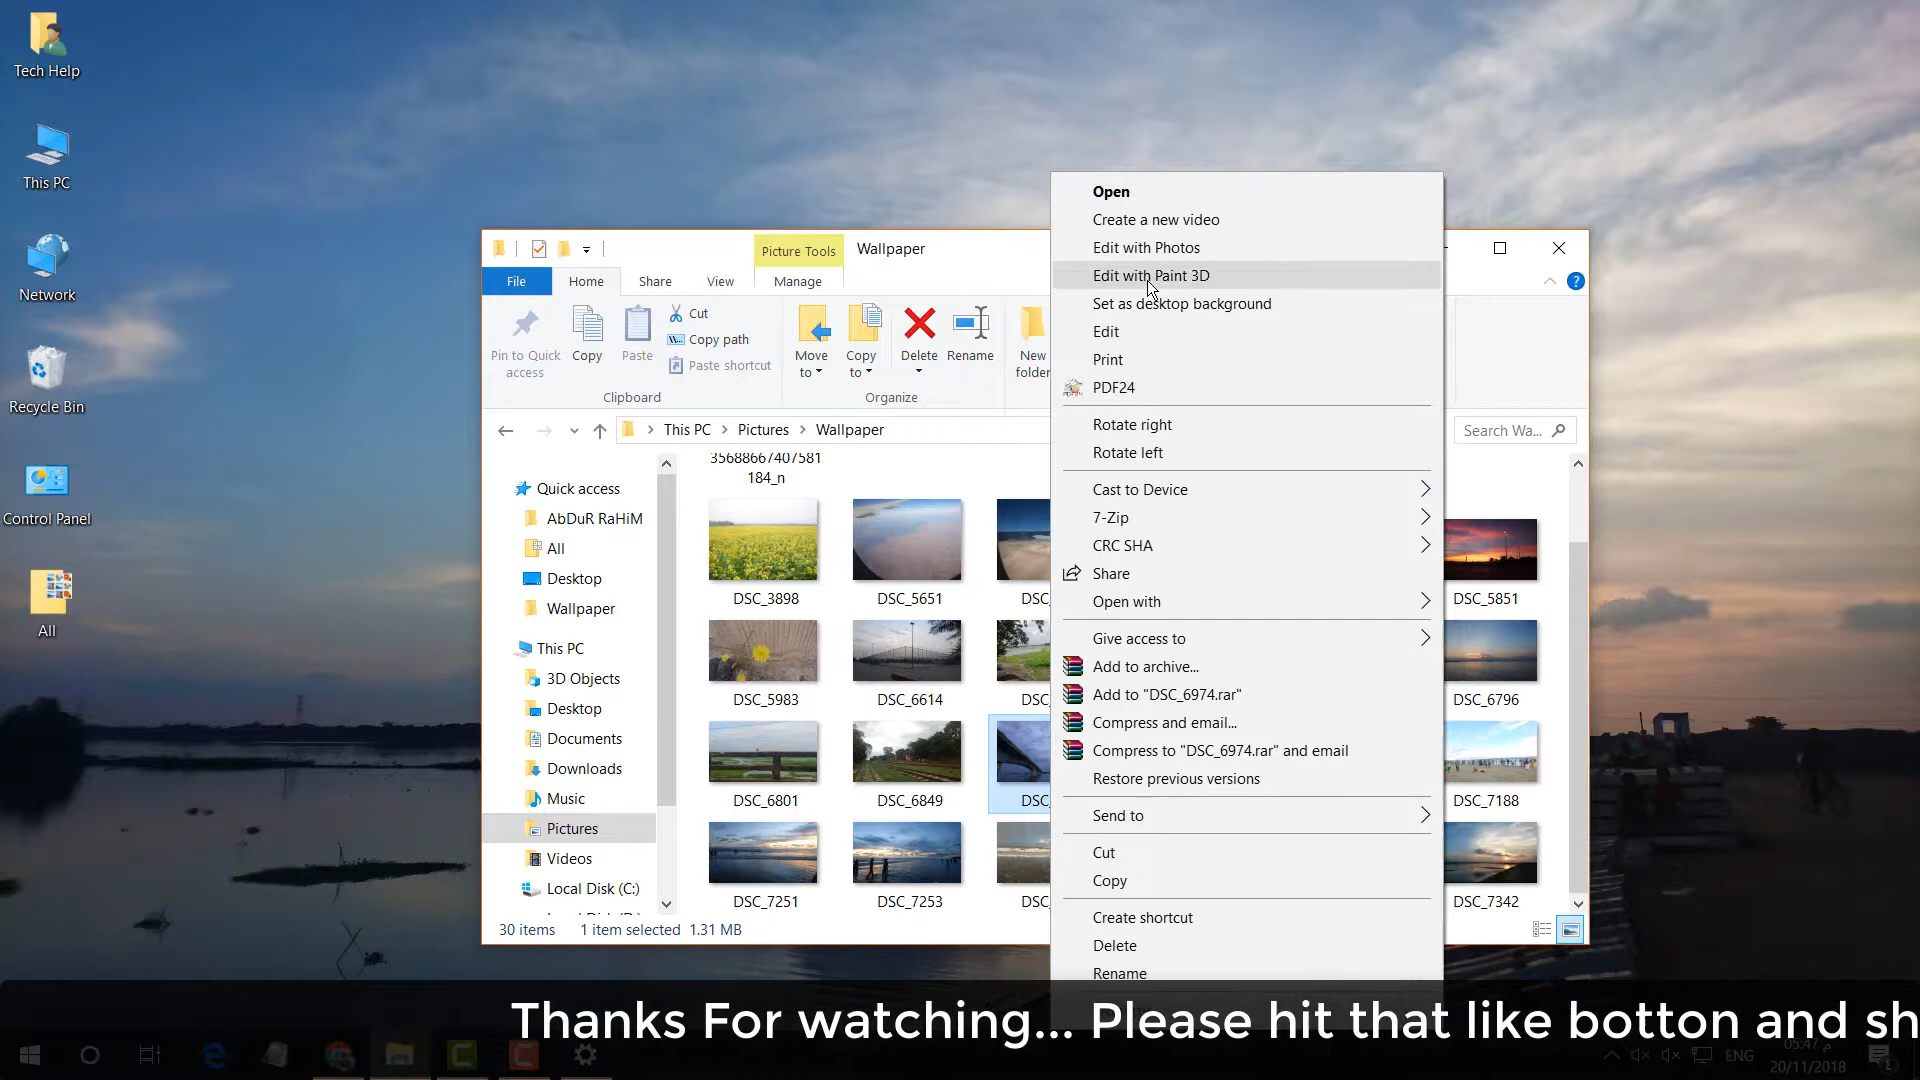 Tech Help
This PC
Network
Recycle Bin
Control Panel
All
Picture Tools
Wallpaper
File
Home
Share
View
Manage
Pin to Quick
access
Copy
Paste
Cut
Copy path
Paste shortcut
Clipboard
Move
to
Copy
to
Delete
Rename
New
folder
Organize
This PC
Pictures
Wallpaper
Search Wa...
Quick access
AbDuR RaHiM
All
Desktop
Wallpaper
This PC
3D Objects
Desktop
Documents
Downloads
Music
Pictures
Videos
Local Disk (C:)
35688667407581
184_n
DSC_3898
DSC_5651
DSC_5851
DSC_5983
DSC_6614
DSC_6796
DSC_6801
DSC_6849
DSC_7188
DSC_7251
DSC_7253
DSC_7342
30 items
1 item selected 1.31 MB
Open
Create a new video
Edit with Photos
Edit with Paint 3D
Set as desktop background
Edit
Print
PDF24
Rotate right
Rotate left
Cast to Device
7-Zip
CRC SHA
Share
Open with
Give access to
Add to archive...
Add to "DSC_6974.rar"
Compress and email...
Compress to "DSC_6974.rar" and email
Restore previous versions
Send to
Cut
Copy
Create shortcut
Delete
Rename
Thanks For watching... Please hit that like botton and sh
ENG
05:47 م
20/11/2018